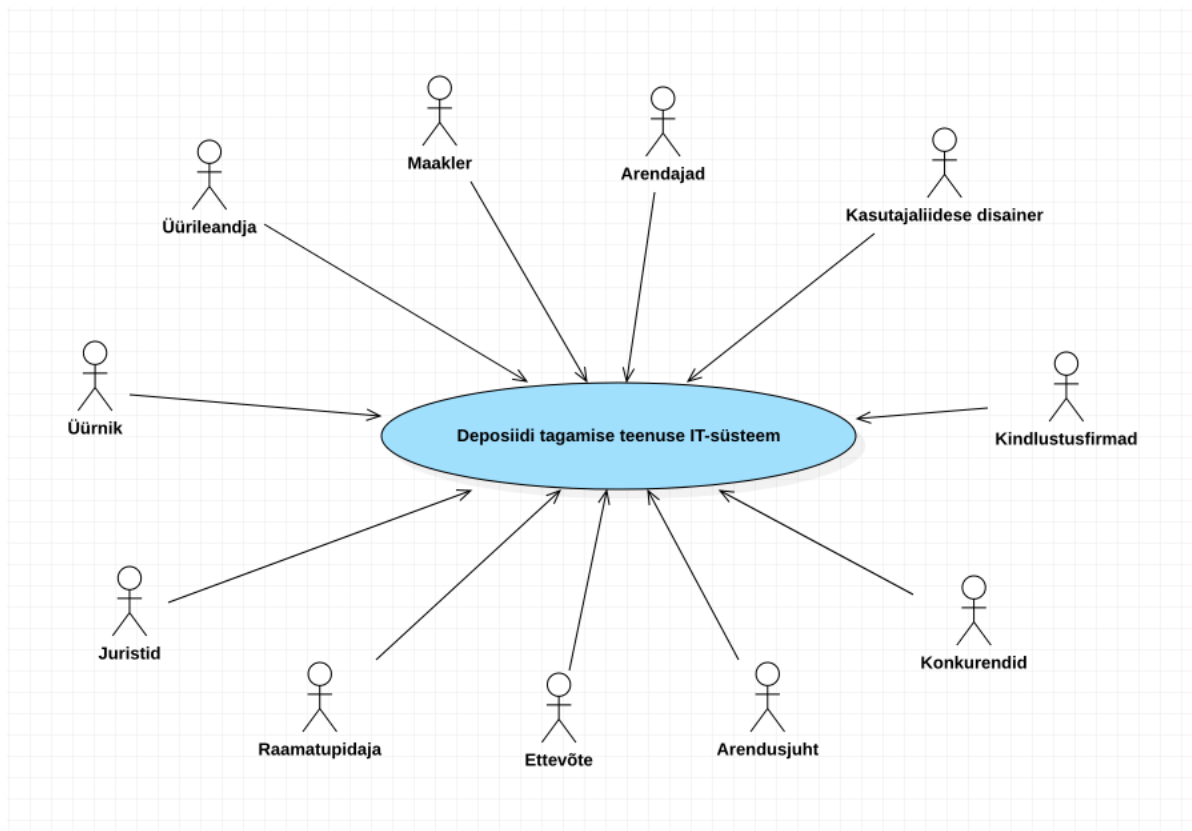 Maakler
Arendajad
Kasutajaliidese disainer
Üürileandja
Üürnik
Deposiidi tagamise teenuse IT-süsteem
Kindlustusfirmad
Juristid
Konkurendid
Raamatupidaja
Ettevõte
Arendusjuht